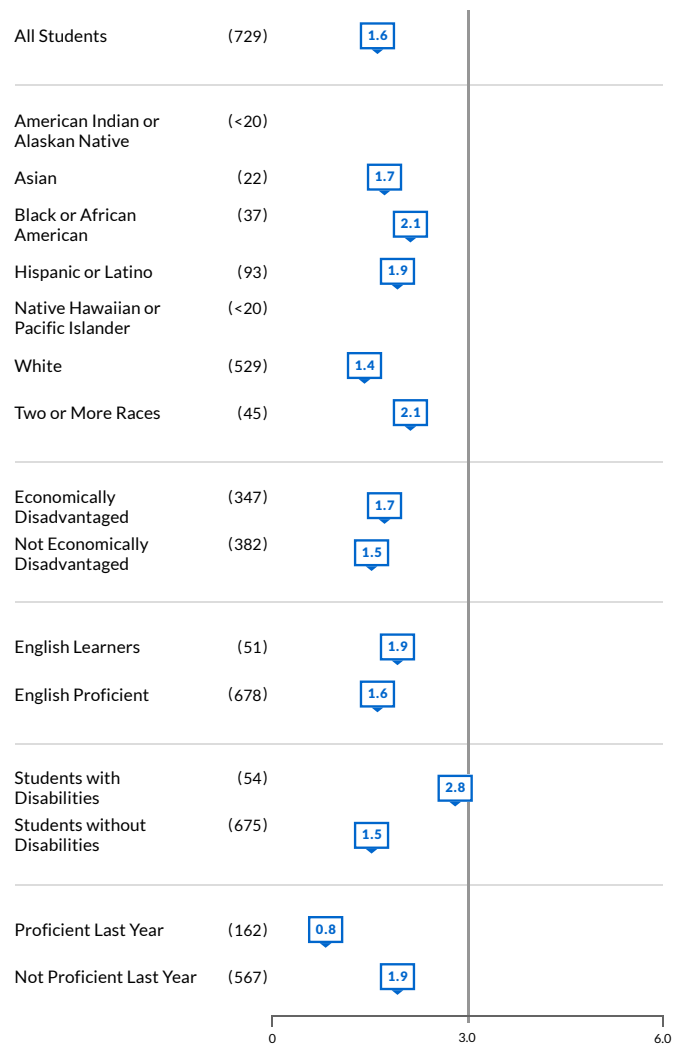 All Students (729) 1.6
American Indian or (<20)
Alaskan Native
Asian (22) 1.7
Black or African (37)
American 2.1
Hispanic or Latino (93) 1.9
Native Hawaiian or (<20)
Pacific Islander
White (529) 1.4
Two or More Races (45) 2.1
Economically (347) 1.7
Disadvantaged
Not Economically (382) 1.5
Disadvantaged
English Learners (51) 1.9
English Proficient (678) 1.6
Students with (54) 2.8
Disabilities
Students without (675) 1.5
Disabilities
Proficient Last Year (162) 0.8
Not Proficient Last Year (567) 1.9
0 3.0 6.0